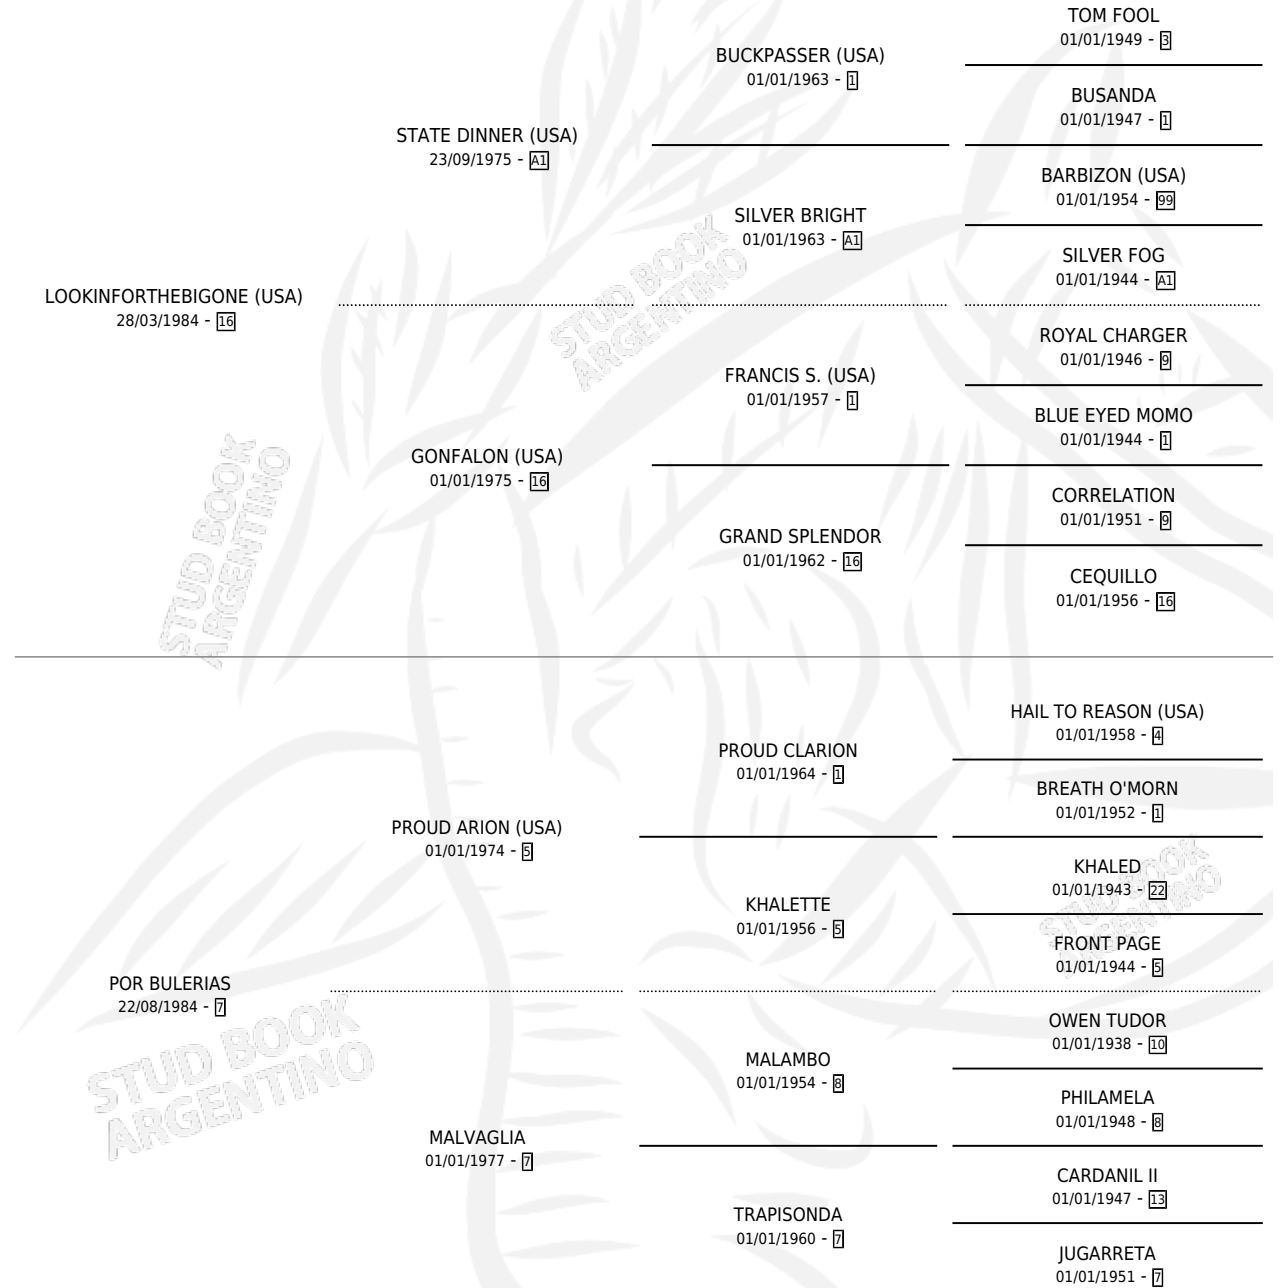 TOM FOOL
01/01/1949 - 3
BUCKPASSER (USA)
01/01/1963 - 1
BUSANDA
01/01/1947 - 1
STATE DINNER (USA)
23/09/1975 - A1
BARBIZON (USA)
01/01/1954 - 99
SILVER BRIGHT
01/01/1963 - A1
SILVER FOG
01/01/1944 - A1
LOOKINFORTHEBIGONE (USA)
28/03/1984 - 16
ROYAL CHARGER
01/01/1946 - 9
FRANCIS S. (USA)
01/01/1957 - 1
BLUE EYED MOMO
01/01/1944 - 1
GONFALON (USA)
01/01/1975 - 16
CORRELATION
01/01/1951 - 9
GRAND SPLENDOR
01/01/1962 - 16
CEQUILLO
01/01/1956 - 16
HAIL TO REASON (USA)
01/01/1958 - 4
PROUD CLARION
01/01/1964 - 1
BREATH O'MORN
01/01/1952 - 1
PROUD ARION (USA)
01/01/1974 - 5
KHALED
01/01/1943 - 22
KHALETTE
01/01/1956 - 5
FRONT PAGE
01/01/1944 - 5
POR BULERIAS
22/08/1984 - 7
OWEN TUDOR
01/01/1938 - 10
MALAMBO
01/01/1954 - 8
PHILAMELA
01/01/1948 - 8
MALVAGLIA
01/01/1977 - 7
CARDANIL II
01/01/1947 - 13
TRAPISONDA
01/01/1960 - 7
JUGARRETA
01/01/1951 - 7
STUD BOOK
ARGENTINO
STUD BOOK
ARGENTINO
STUD BOOK
ARGENTINO
STUD BOOK
ARGENTINO